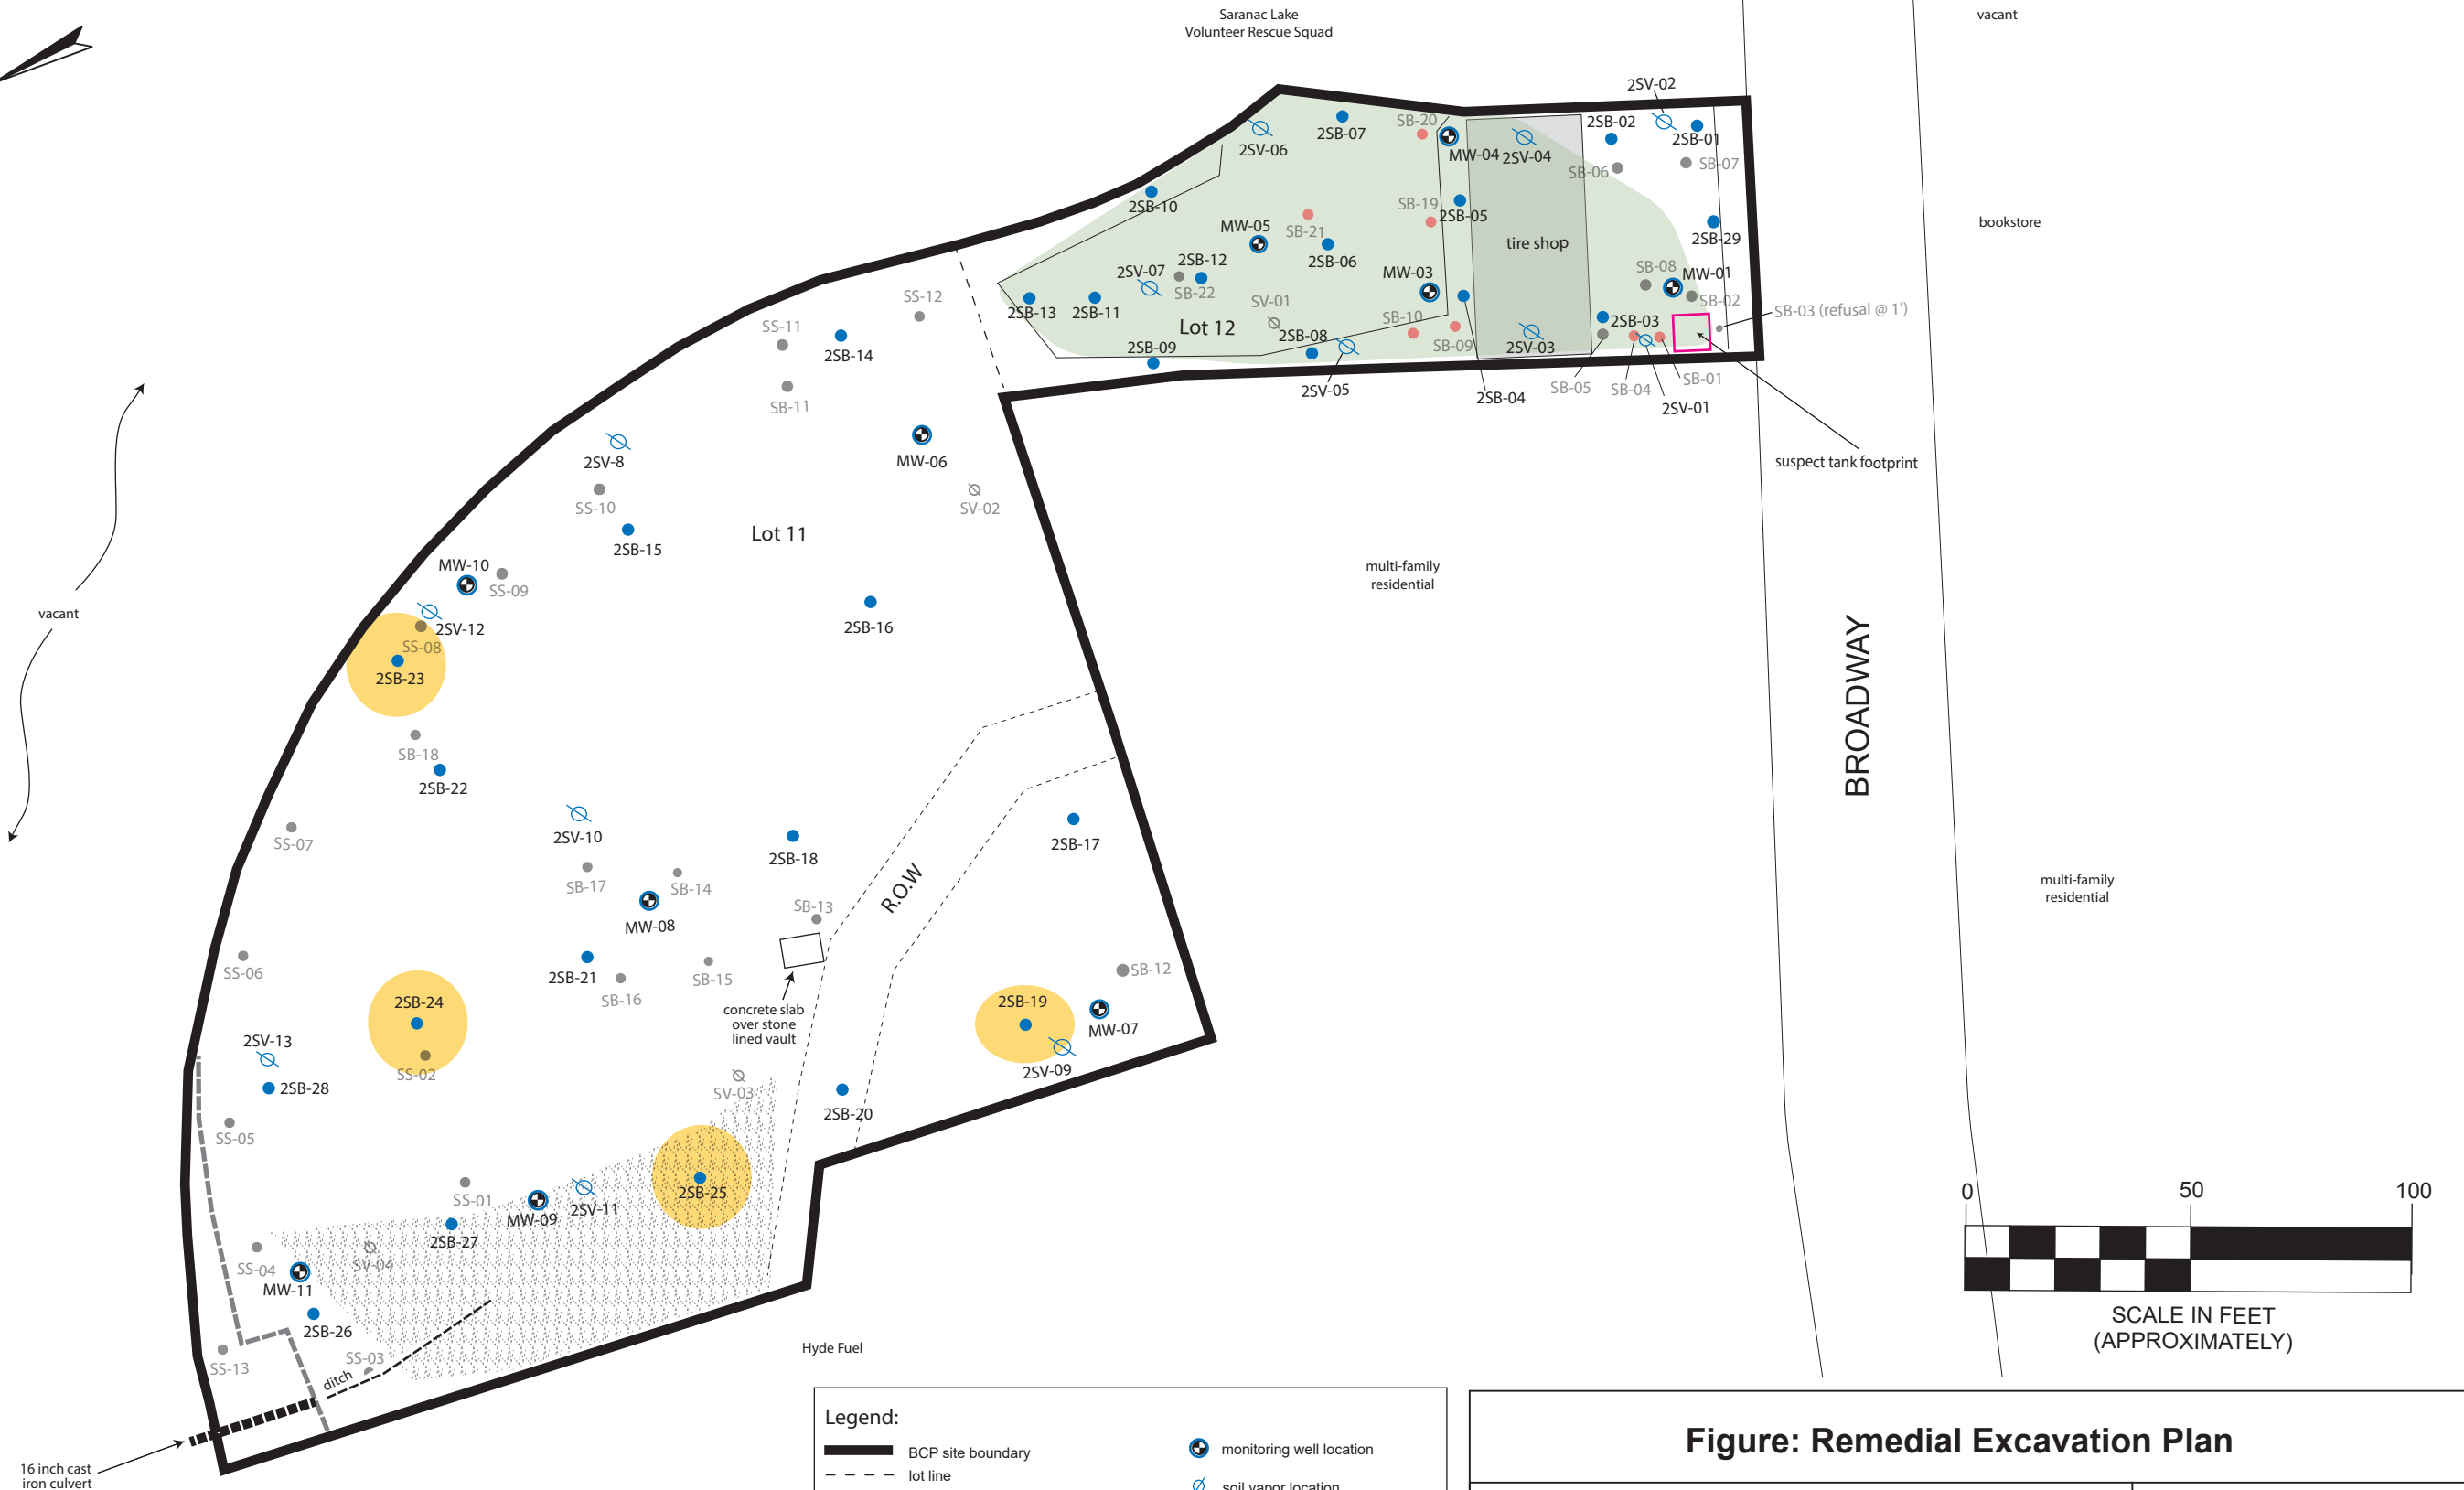 Saranac Lake
Volunteer Rescue Squad
vacant
2SV-02
2SB-07
SB-20
2SB-02
2SB-01
2SV-06
MW-04
2SV-04
SB-06
SB-07
2SB-10
SB-19
2SB-05
MW-05
SB-21
tire shop
2SB-29
bookstore
2SB-12
2SB-06
2SV-07
SB-22
MW-03
SB-08
MW-01
SS-12
SV-01
SB-02
2SB-13
2SB-11
Lot 12
SB-10
2SB-03
SB-03 (refusal @ 1')
SS-11
2SB-14
2SB-08
2SB-09
SB-09
2SV-03
2SV-05
SB-05
SB-04
SB-01
2SB-04
2SV-01
SB-11
2SV-8
MW-06
suspect tank footprint
SS-10
SV-02
2SB-15
Lot 11
MW-10
SS-09
multi-family
residential
vacant
2SV-12
2SB-16
SS-08
2SB-23
BROADWAY
SB-18
2SB-22
SS-07
2SV-10
2SB-18
2SB-17
SB-17
SB-14
R.O.W
multi-family
residential
SB-13
MW-08
SS-06
2SB-21
SB-15
SB-12
SB-16
2SB-24
2SB-19
concrete slab
over stone
lined vault
MW-07
2SV-13
SS-02
2SV-09
2SB-28
SV-03
2SB-20
SS-05
SS-01
2SB-25
MW-09
2SV-11
0 50 100
2SB-27
SS-04
SV-04
MW-11
2SB-26
SCALE IN FEET
(APPROXIMATELY)
Hyde Fuel
SS-13
SS-03
ditch
16 inch cast
iron culvert
Legend:
BCP site boundary
lot line
monitoring well location
soil vapor location
Figure: Remedial Excavation Plan